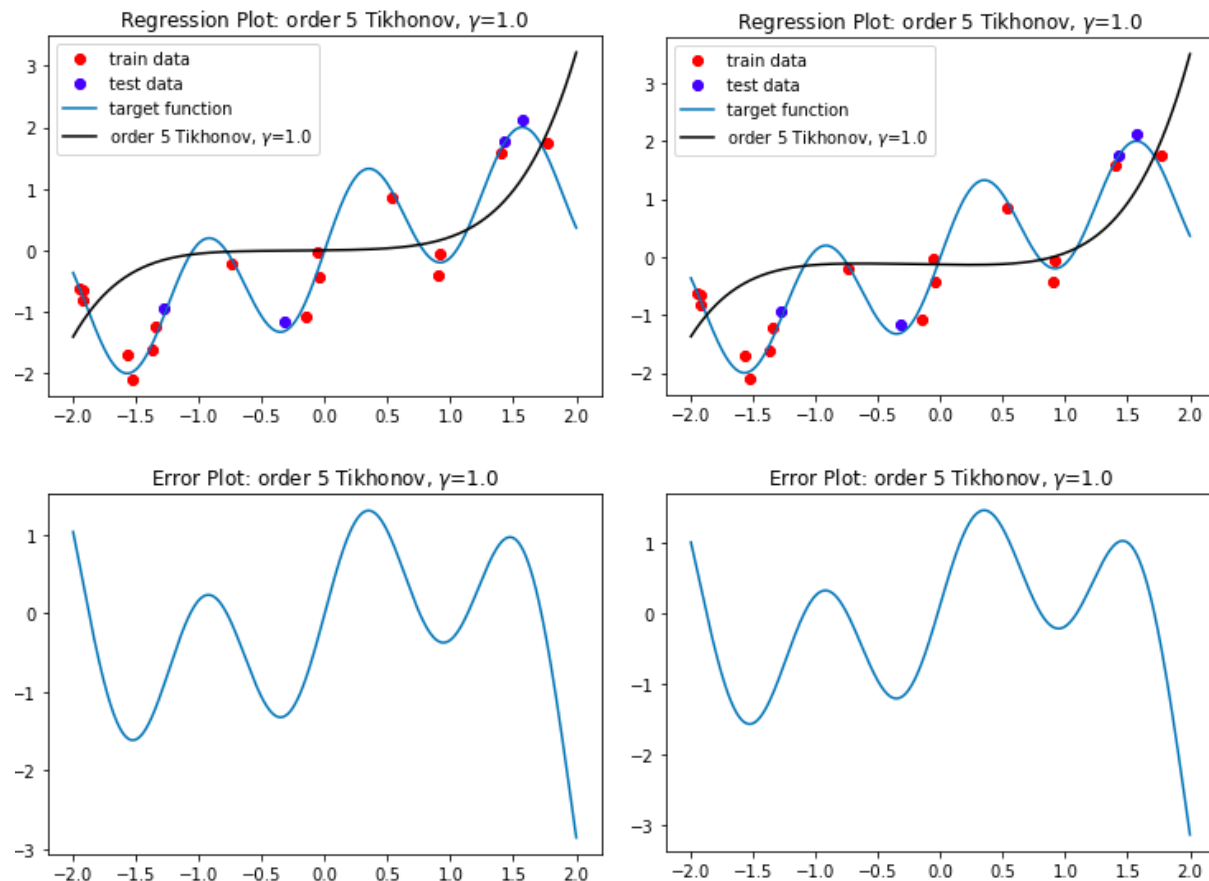 Regression Plot: order 5 Tikhonov, γ=1.0
train data
test data
target function
order 5 Tikhonov, γ=1.0
3
2
1
0
−1
−2
−2.0 −1.5 −1.0 −0.5 0.0 0.5 1.0 1.5 2.0
Regression Plot: order 5 Tikhonov, γ=1.0
train data
test data
target function
order 5 Tikhonov, γ=1.0
3
2
1
0
−1
−2
−2.0 −1.5 −1.0 −0.5 0.0 0.5 1.0 1.5 2.0
Error Plot: order 5 Tikhonov, γ=1.0
1
0
−1
−2
−3
−2.0 −1.5 −1.0 −0.5 0.0 0.5 1.0 1.5 2.0
Error Plot: order 5 Tikhonov, γ=1.0
1
0
−1
−2
−3
−2.0 −1.5 −1.0 −0.5 0.0 0.5 1.0 1.5 2.0